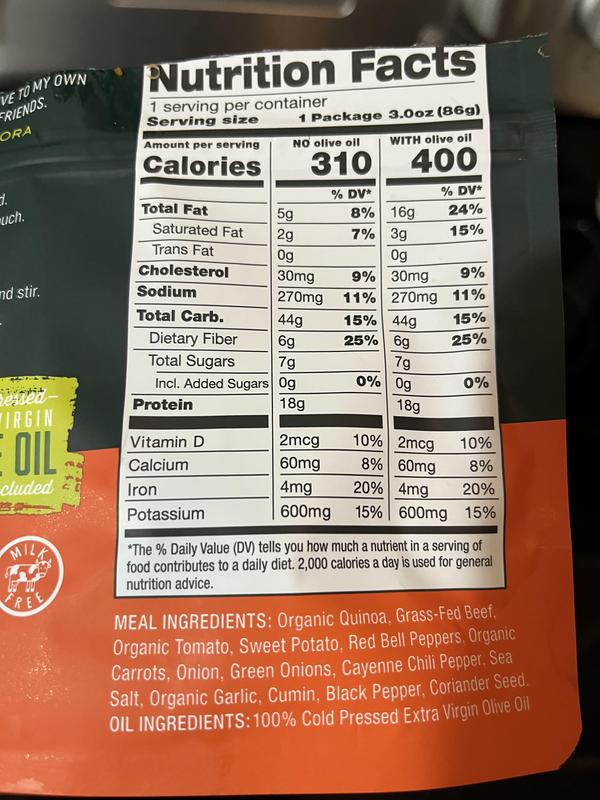 VE TO MY OWN
FRIENDS.
ORA
d.
uch.
nd stir.
ressed–
VIRGIN
E OIL
cluded
MILK
FREE
Nutrition Facts
1 serving per container
Serving size 1 Package 3.0oz (86g)
Amount per serving NO olive oil WITH olive oil
Calories 310 400
% DV* % DV*
Total Fat 5g 8% 16g 24%
Saturated Fat 2g 7% 3g 15%
Trans Fat 0g 0g
Cholesterol 30mg 9% 30mg 9%
Sodium 270mg 11% 270mg 11%
Total Carb. 44g 15% 44g 15%
Dietary Fiber 6g 25% 6g 25%
Total Sugars 7g 7g
Incl. Added Sugars 0g 0% 0g 0%
Protein 18g 18g
Vitamin D 2mcg 10% 2mcg 10%
Calcium 60mg 8% 60mg 8%
Iron 4mg 20% 4mg 20%
Potassium 600mg 15% 600mg 15%
*The % Daily Value (DV) tells you how much a nutrient in a serving of
food contributes to a daily diet. 2,000 calories a day is used for general
nutrition advice.
MEAL INGREDIENTS: Organic Quinoa, Grass-Fed Beef,
Organic Tomato, Sweet Potato, Red Bell Peppers, Organic
Carrots, Onion, Green Onions, Cayenne Chili Pepper, Sea
Salt, Organic Garlic, Cumin, Black Pepper, Coriander Seed.
OIL INGREDIENTS: 100% Cold Pressed Extra Virgin Olive Oil